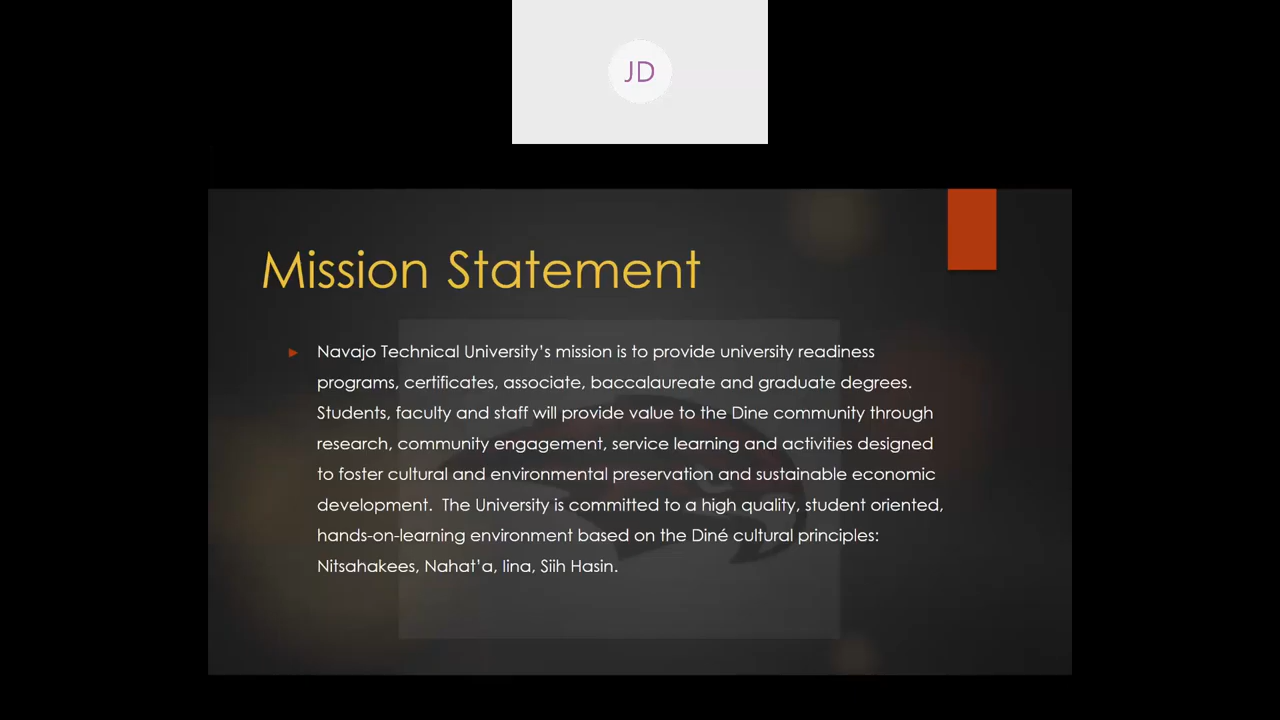 JD
Mission Statement
Navajo Technical University’s mission is to provide university readiness
programs, certificates, associate, baccalaureate and graduate degrees.
Students, faculty and staff will provide value to the Dine community through
research, community engagement, service learning and activities designed
to foster cultural and environmental preservation and sustainable economic
development.  The University is committed to a high quality, student oriented,
hands-on-learning environment based on the Diné cultural principles:
Nitsahakees, Nahat’a, Iina, Siih Hasin.